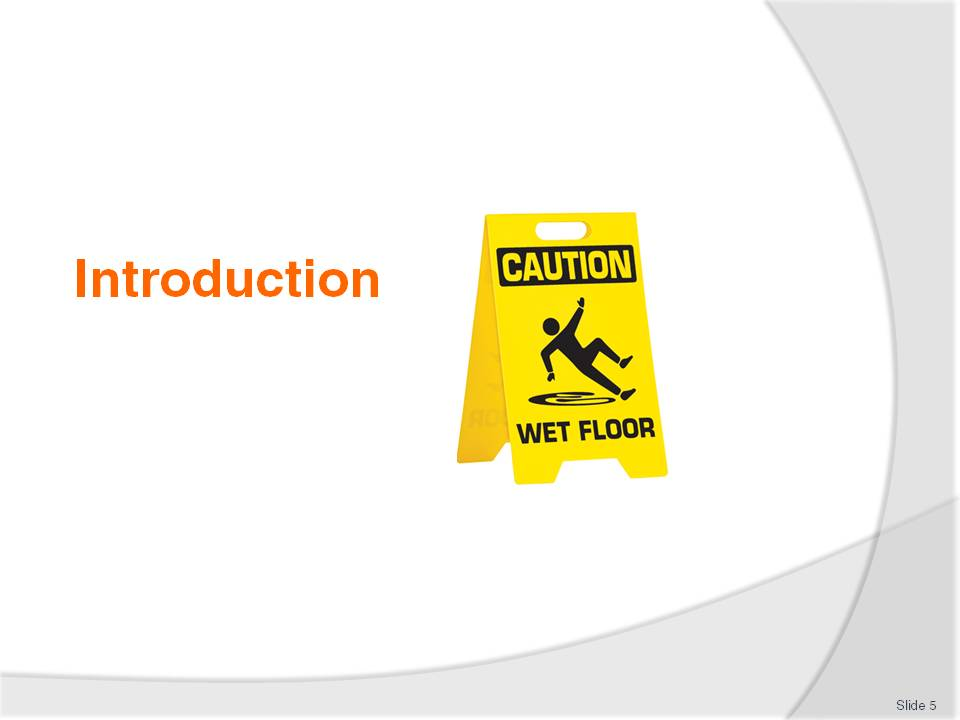 Introduction
CAUTION
WET FLOOR
Slide 5